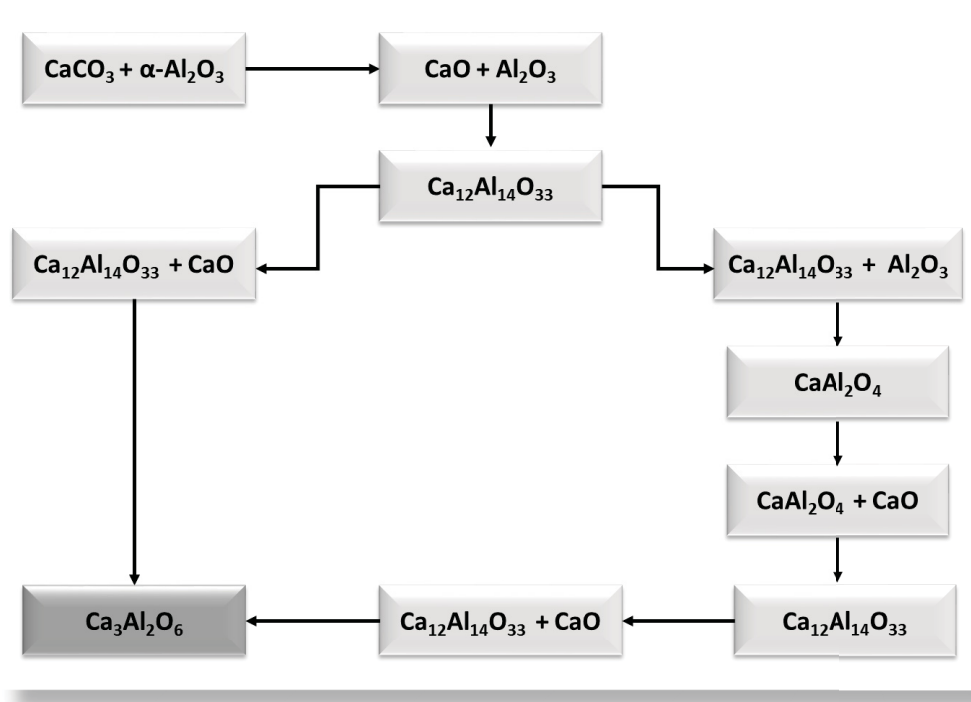 CaCO₃ + α-Al₂O₃
CaO + Al₂O₃
Ca₁₂Al₁₄O₃₃
Ca₁₂Al₁₄O₃₃ + CaO
Ca₁₂Al₁₄O₃₃ + Al₂O₃
CaAl₂O₄
CaAl₂O₄ + CaO
Ca₃Al₂O₆
Ca₁₂Al₁₄O₃₃ + CaO
Ca₁₂Al₁₄O₃₃